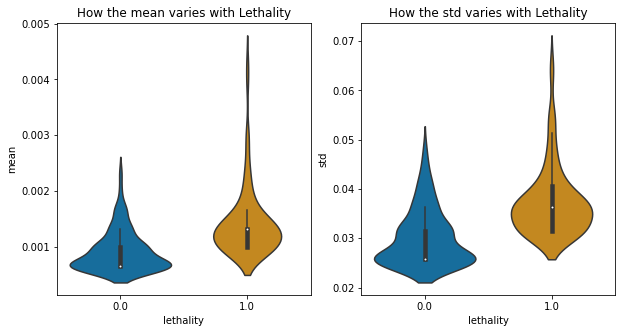 How the mean varies with Lethality
0.005
0.004
0.003
0.002
0.001
mean
0.0
1.0
lethality
How the std varies with Lethality
0.07
0.06
0.05
0.04
0.03
0.02
std
0.0
1.0
lethality